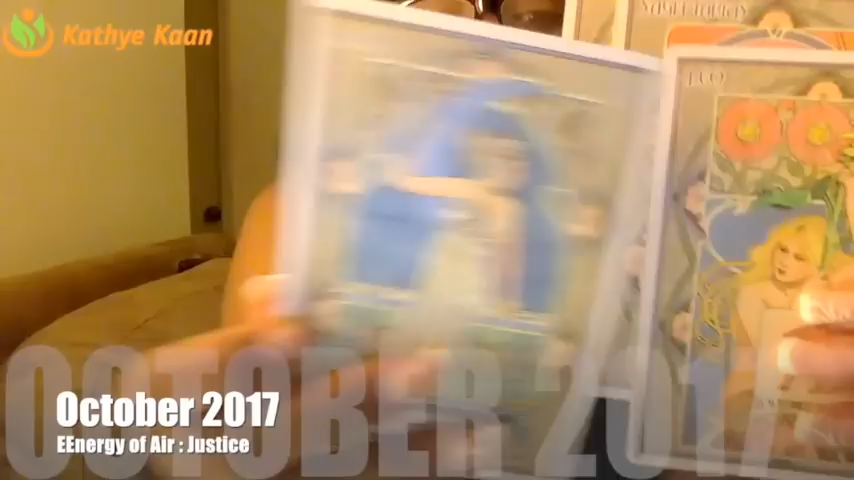 Kathye Kaan
LEO
OCTOBER 2017
October 2017
EEnergy of Air : Justice